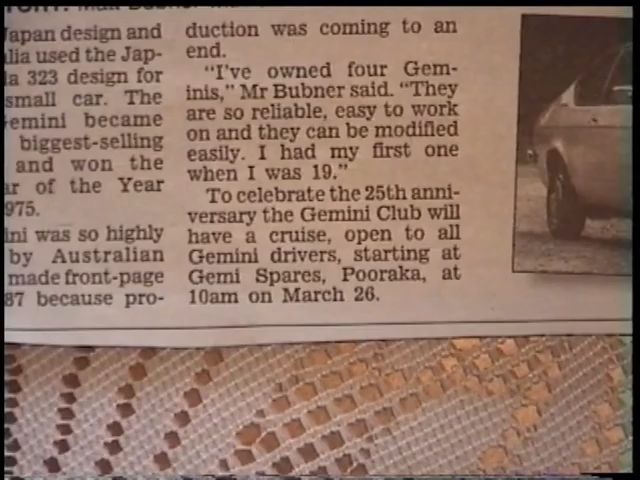 Japan design and
lia used the Jap-
a 323 design for
small car. The
emini became
biggest-selling
and won the
ar of the Year
975.
ini was so highly
by Australian
made front-page
87 because pro-
duction was coming to an
end.
"I've owned four Gem-
inis," Mr Bubner said. "They
are so reliable, easy to work
on and they can be modified
easily. I had my first one
when I was 19."
To celebrate the 25th anni-
versary the Gemini Club will
have a cruise, open to all
Gemini drivers, starting at
Gemi Spares, Pooraka, at
10am on March 26.